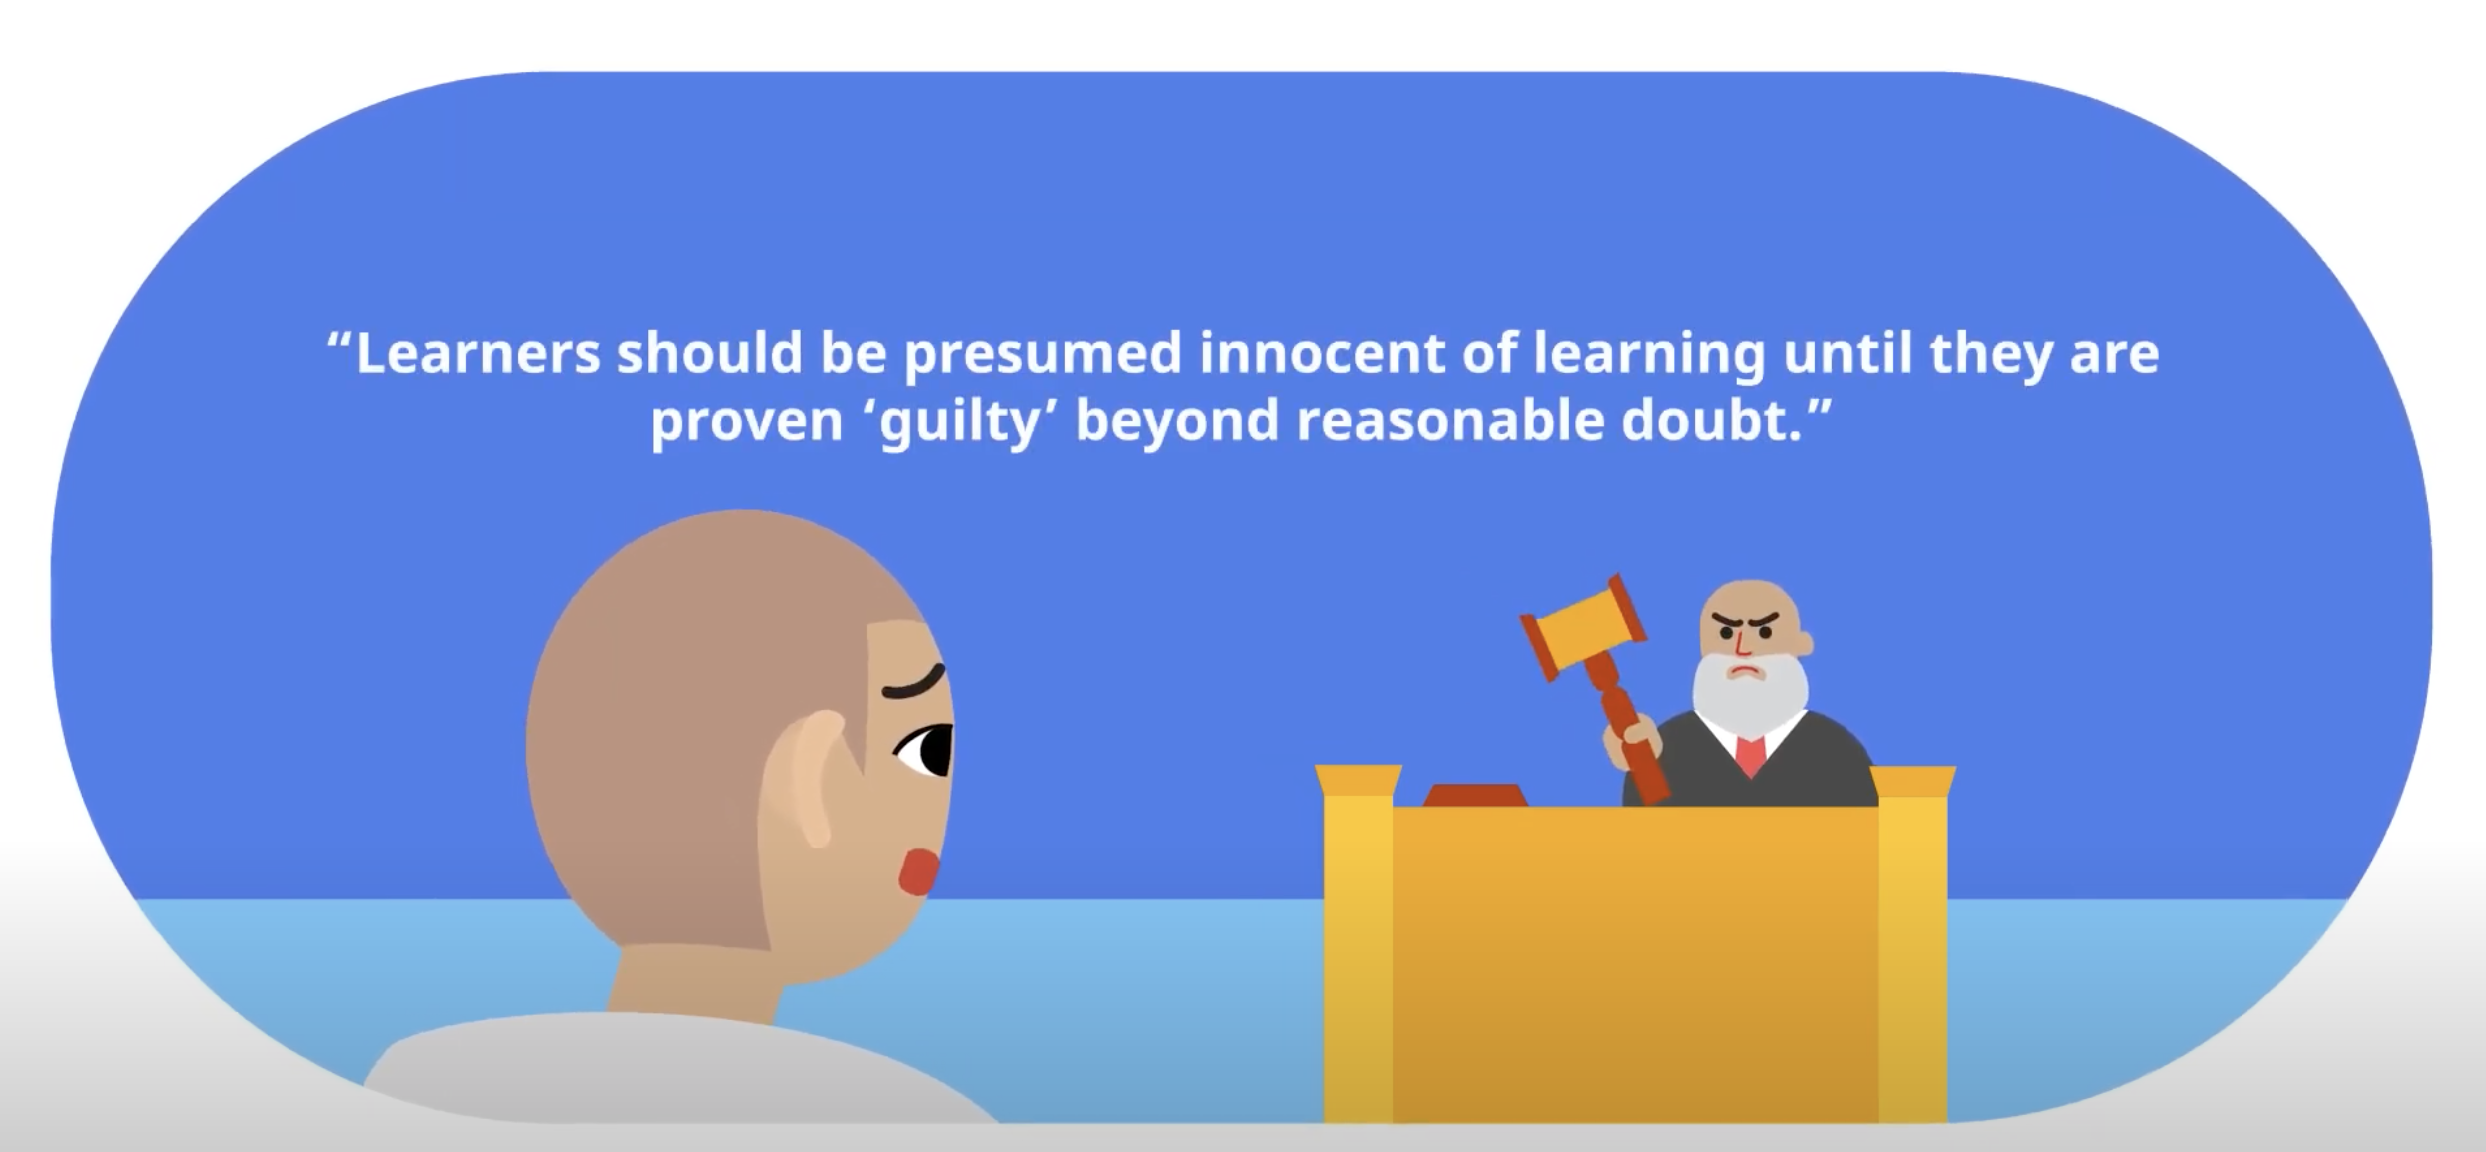 “Learners should be presumed innocent of learning until they are
proven ‘guilty’ beyond reasonable doubt.”